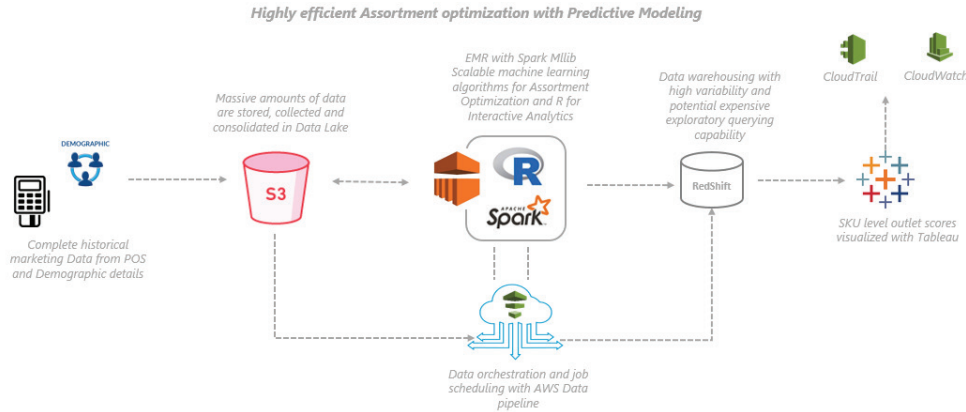 Highly efficient Assortment optimization with Predictive Modeling
EMR with Spark Mllib
Scalable machine learning
algorithms for Assortment
Optimization and R for
Interactive Analytics
CloudTrail
CloudWatch
Data warehousing with
high variability and
potential expensive
exploratory querying
capability
Massive amounts of data
are stored, collected and
consolidated in Data Lake
DEMOGRAPHIC
S3
R
APACHE
Spark
RedShift
SKU level outlet scores
visualized with Tableau
Complete historical
marketing Data from POS
and Demographic details
Data orchestration and job
scheduling with AWS Data
pipeline